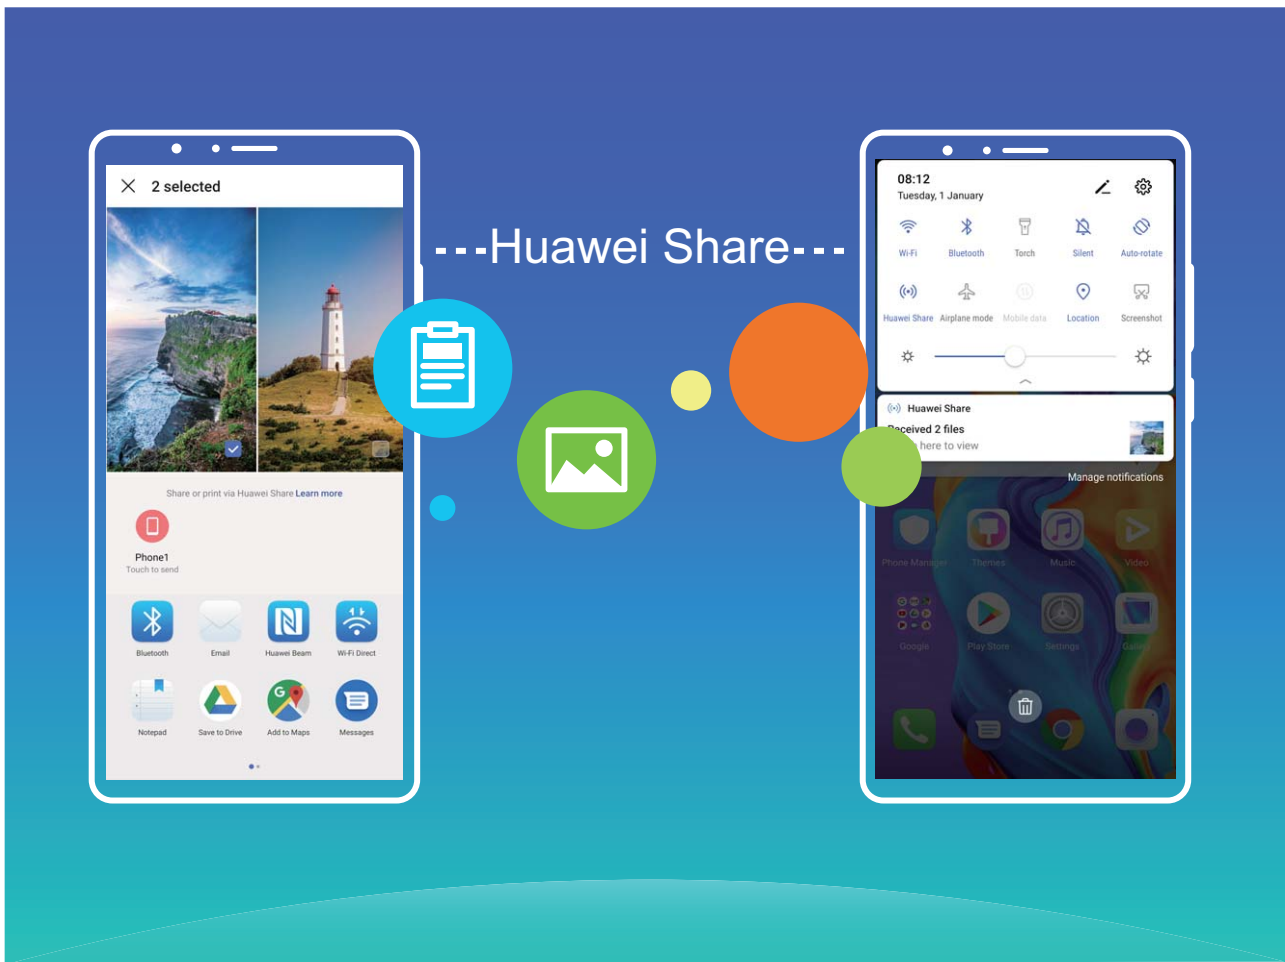 2 selected
Share or print via Huawei Share Learn more
Phone1
Touch to send
Bluetooth
Email
Huawei Beam
Wi-Fi Direct
Notepad
Save to Drive
Add to Maps
Messages
---Huawei Share---
08:12
Tuesday, 1 January
Wi-Fi
Bluetooth
Torch
Silent
Auto-rotate
Huawei Share
Airplane mode
Mobile data
Location
Screenshot
Huawei Share
Received 2 files
here to view
Manage notifications
Phone Manager
Themes
Music
Video
Google
Play Store
Settings
Gallery